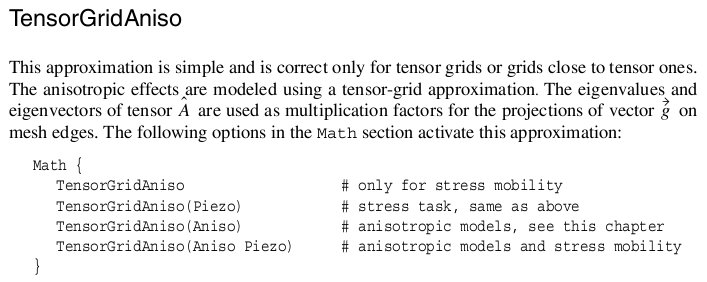 TensorGridAniso
This approximation is simple and is correct only for tensor grids or grids close to tensor ones.
The anisotropic effects are modeled using a tensor-grid approximation. The eigenvalues and
eigenvectors of tensor Â are used as multiplication factors for the projections of vector g⃗ on
mesh edges. The following options in the Math section activate this approximation:
Math {
TensorGridAniso # only for stress mobility
TensorGridAniso(Piezo) # stress task, same as above
TensorGridAniso(Aniso) # anisotropic models, see this chapter
TensorGridAniso(Aniso Piezo) # anisotropic models and stress mobility
}